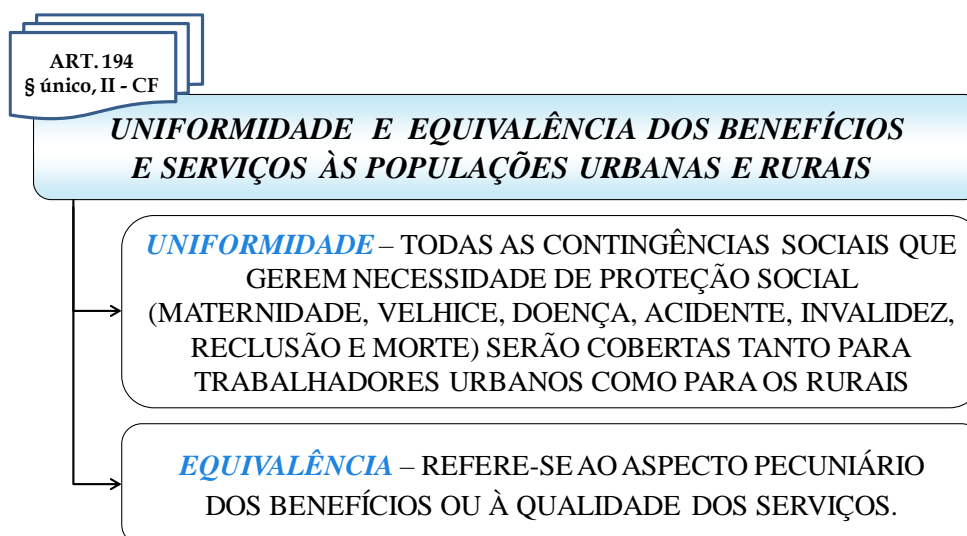 ART. 194
§ único, II - CF
UNIFORMIDADE E EQUIVALÊNCIA DOS BENEFÍCIOS
E SERVIÇOS ÀS POPULAÇÕES URBANAS E RURAIS
UNIFORMIDADE – TODAS AS CONTINGÊNCIAS SOCIAIS QUE
GEREM NECESSIDADE DE PROTEÇÃO SOCIAL
(MATERNIDADE, VELHICE, DOENÇA, ACIDENTE, INVALIDEZ,
RECLUSÃO E MORTE) SERÃO COBERTAS TANTO PARA
TRABALHADORES URBANOS COMO PARA OS RURAIS
EQUIVALÊNCIA – REFERE-SE AO ASPECTO PECUNIÁRIO
DOS BENEFÍCIOS OU À QUALIDADE DOS SERVIÇOS.